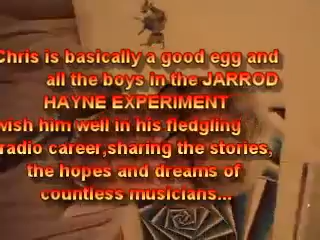 Chris is basically a good egg and
all the boys in the JARROD
HAYNE EXPERIMENT
wish him well in his fledgling
radio career,sharing the stories,
the hopes and dreams of
countless musicians...